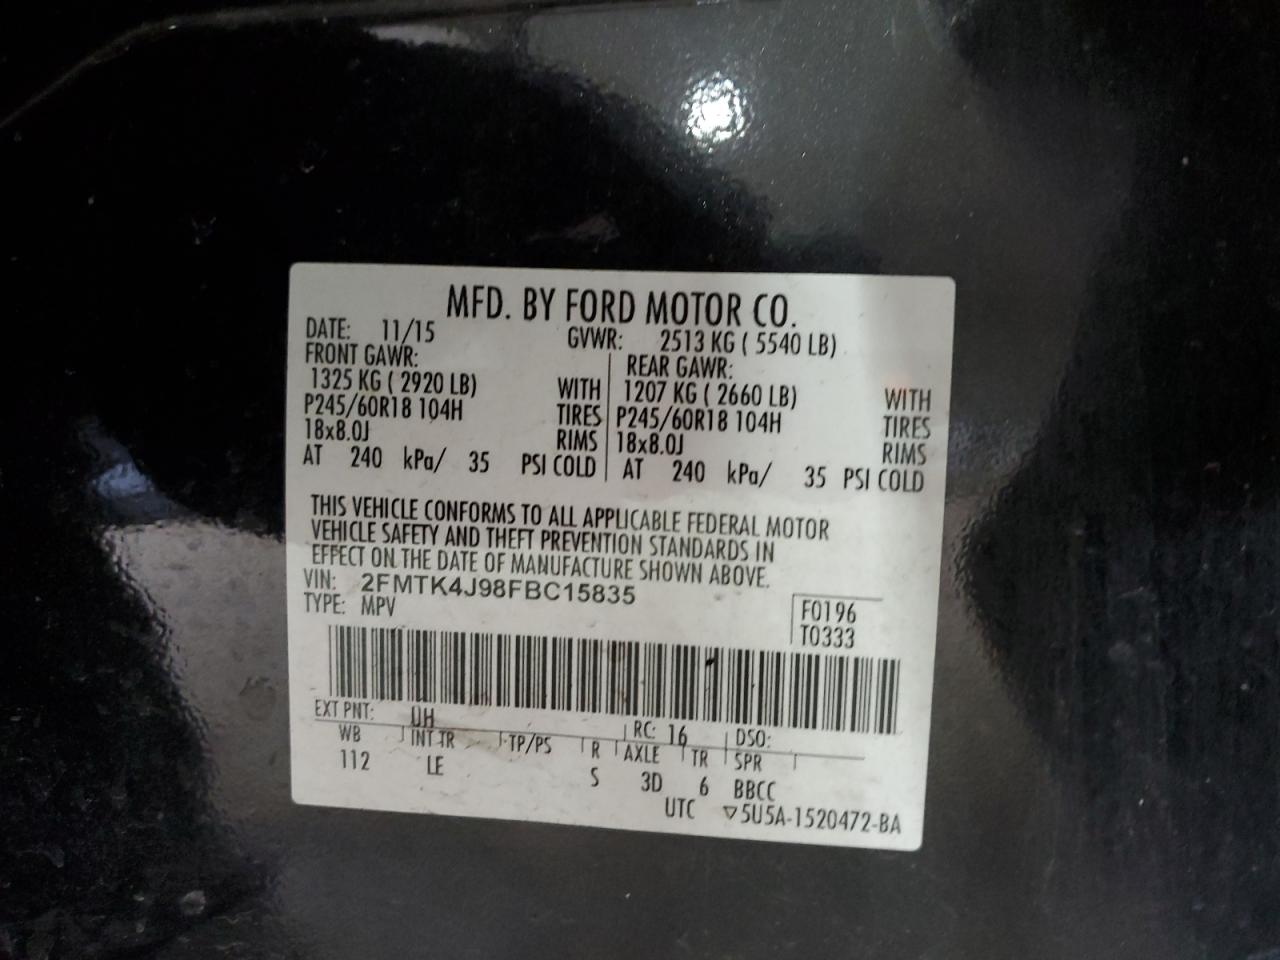 MFD. BY FORD MOTOR CO.
DATE: 11/15 GVWR: 2513 KG ( 5540 LB)
FRONT GAWR: REAR GAWR:
1325 KG ( 2920 LB) WITH 1207 KG ( 2660 LB) WITH
P245/60R18 104H TIRES P245/60R18 104H TIRES
18x8.0J RIMS 18x8.0J RIMS
AT 240 kPa/ 35 PSI COLD AT 240 kPa/ 35 PSI COLD
THIS VEHICLE CONFORMS TO ALL APPLICABLE FEDERAL MOTOR
VEHICLE SAFETY AND THEFT PREVENTION STANDARDS IN
EFFECT ON THE DATE OF MANUFACTURE SHOWN ABOVE.
VIN: 2FMTK4J98FBC15835
TYPE: MPV F0196
T0333
EXT PNT: UH RC: 16 DSO:
WB INT TR TP/PS R AXLE TR SPR
112 LE S 3D 6 BBCC
UTC ▽5U5A-1520472-BA